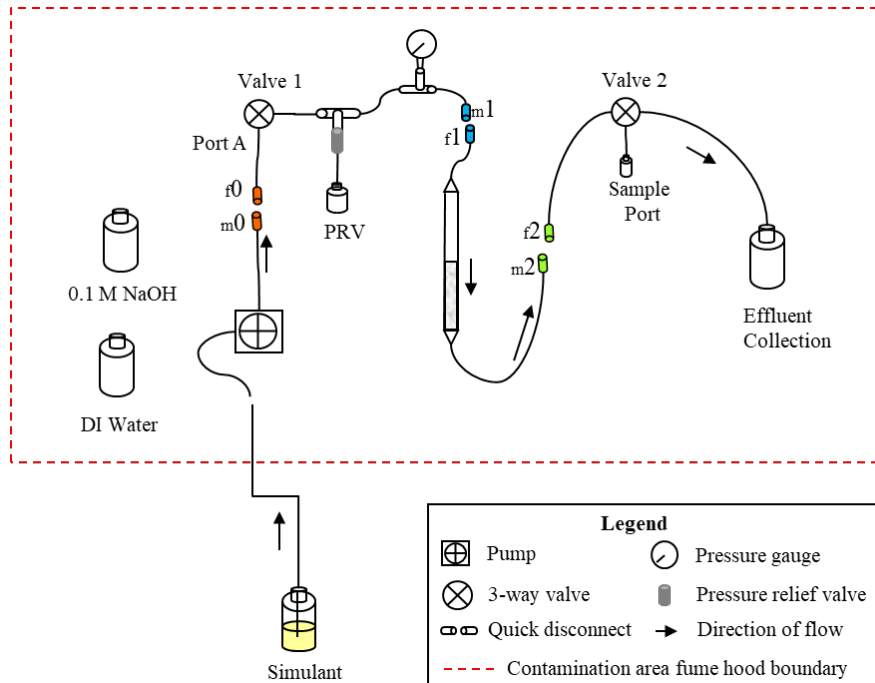 Valve 1
Valve 2
m1
f1
Port A
f0
m0
PRV
Sample
Port
f2
m2
0.1 M NaOH
Effluent
Collection
DI Water
Simulant
Legend
Pump
Pressure gauge
3-way valve
Pressure relief valve
Quick disconnect
Direction of flow
Contamination area fume hood boundary